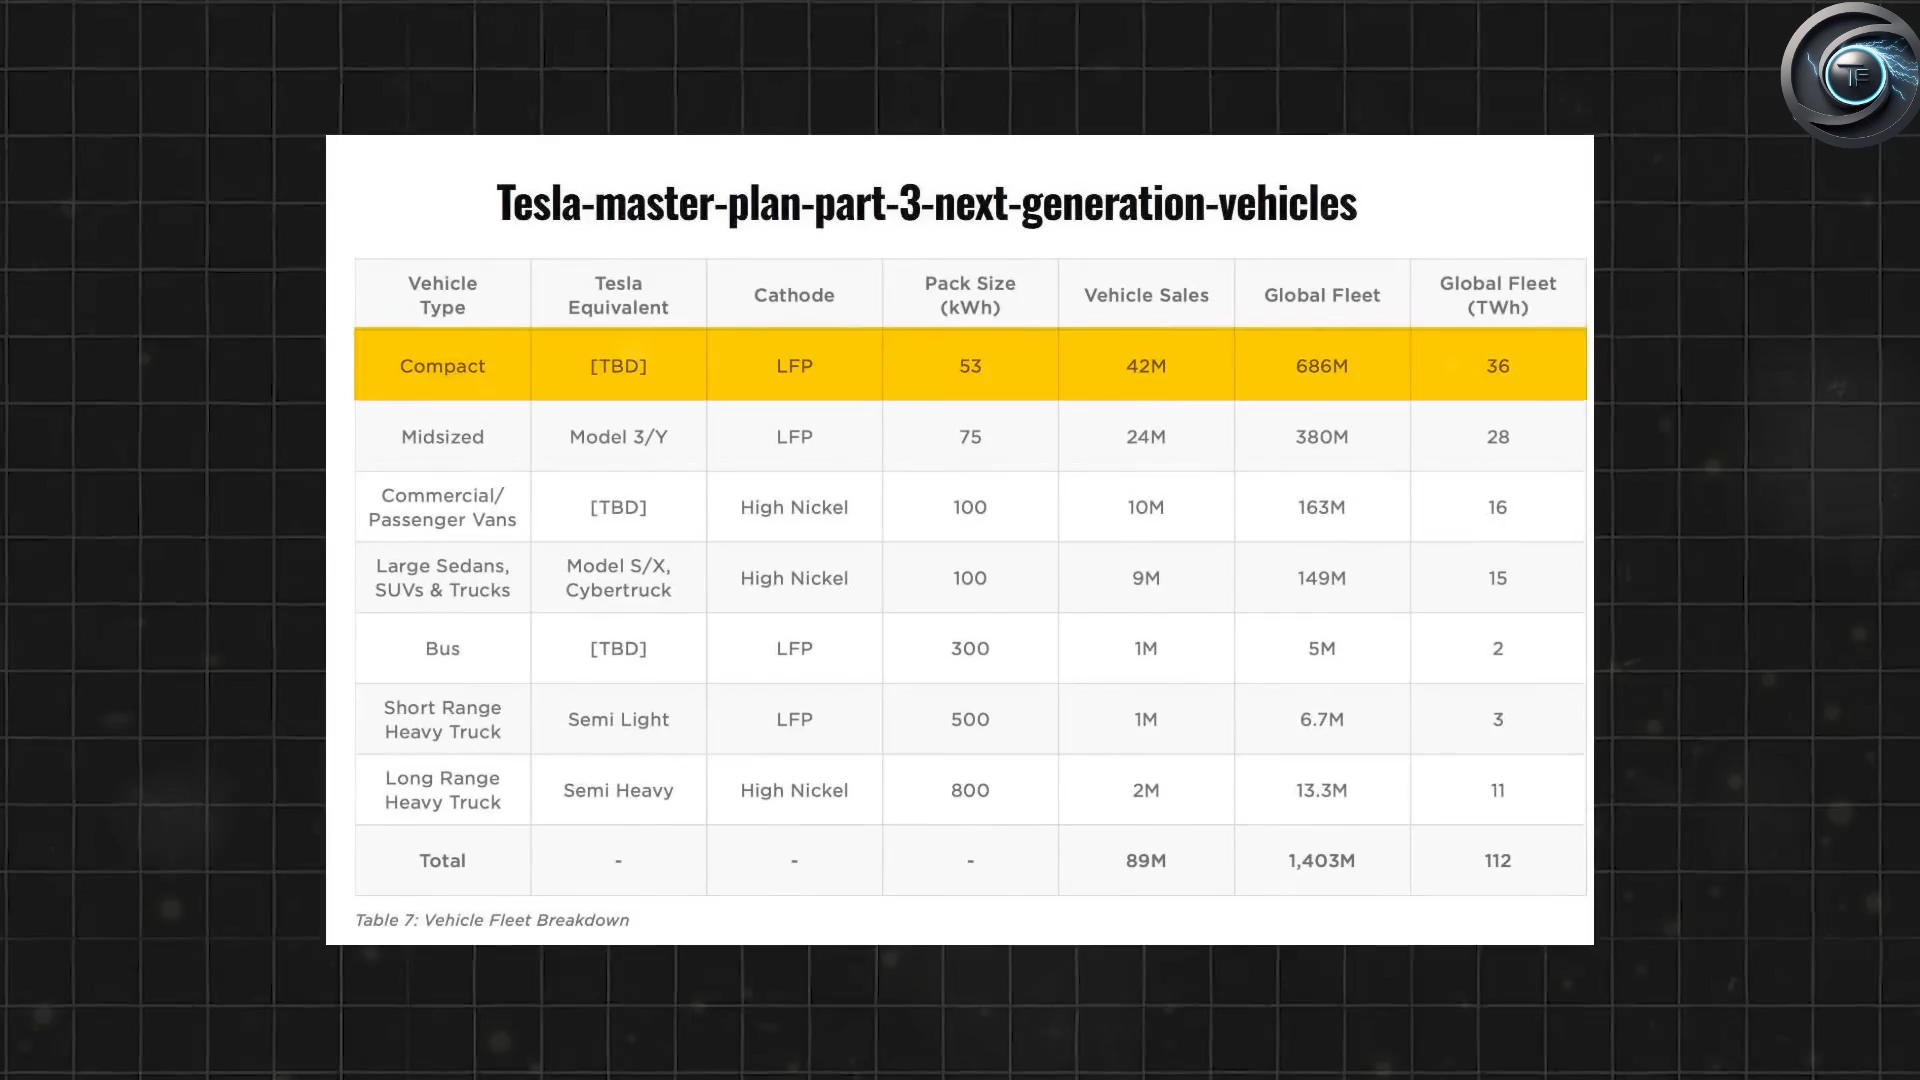 TE
Tesla-master-plan-part-3-next-generation-vehicles
Vehicle Type | Tesla Equivalent | Cathode | Pack Size (kWh) | Vehicle Sales | Global Fleet | Global Fleet (TWh)
Compact | [TBD] | LFP | 53 | 42M | 686M | 36
Midsized | Model 3/Y | LFP | 75 | 24M | 380M | 28
Commercial/ Passenger Vans | [TBD] | High Nickel | 100 | 10M | 163M | 16
Large Sedans, SUVs & Trucks | Model S/X, Cybertruck | High Nickel | 100 | 9M | 149M | 15
Bus | [TBD] | LFP | 300 | 1M | 5M | 2
Short Range Heavy Truck | Semi Light | LFP | 500 | 1M | 6.7M | 3
Long Range Heavy Truck | Semi Heavy | High Nickel | 800 | 2M | 13.3M | 11
Total | - | - | - | 89M | 1,403M | 112
Table 7: Vehicle Fleet Breakdown